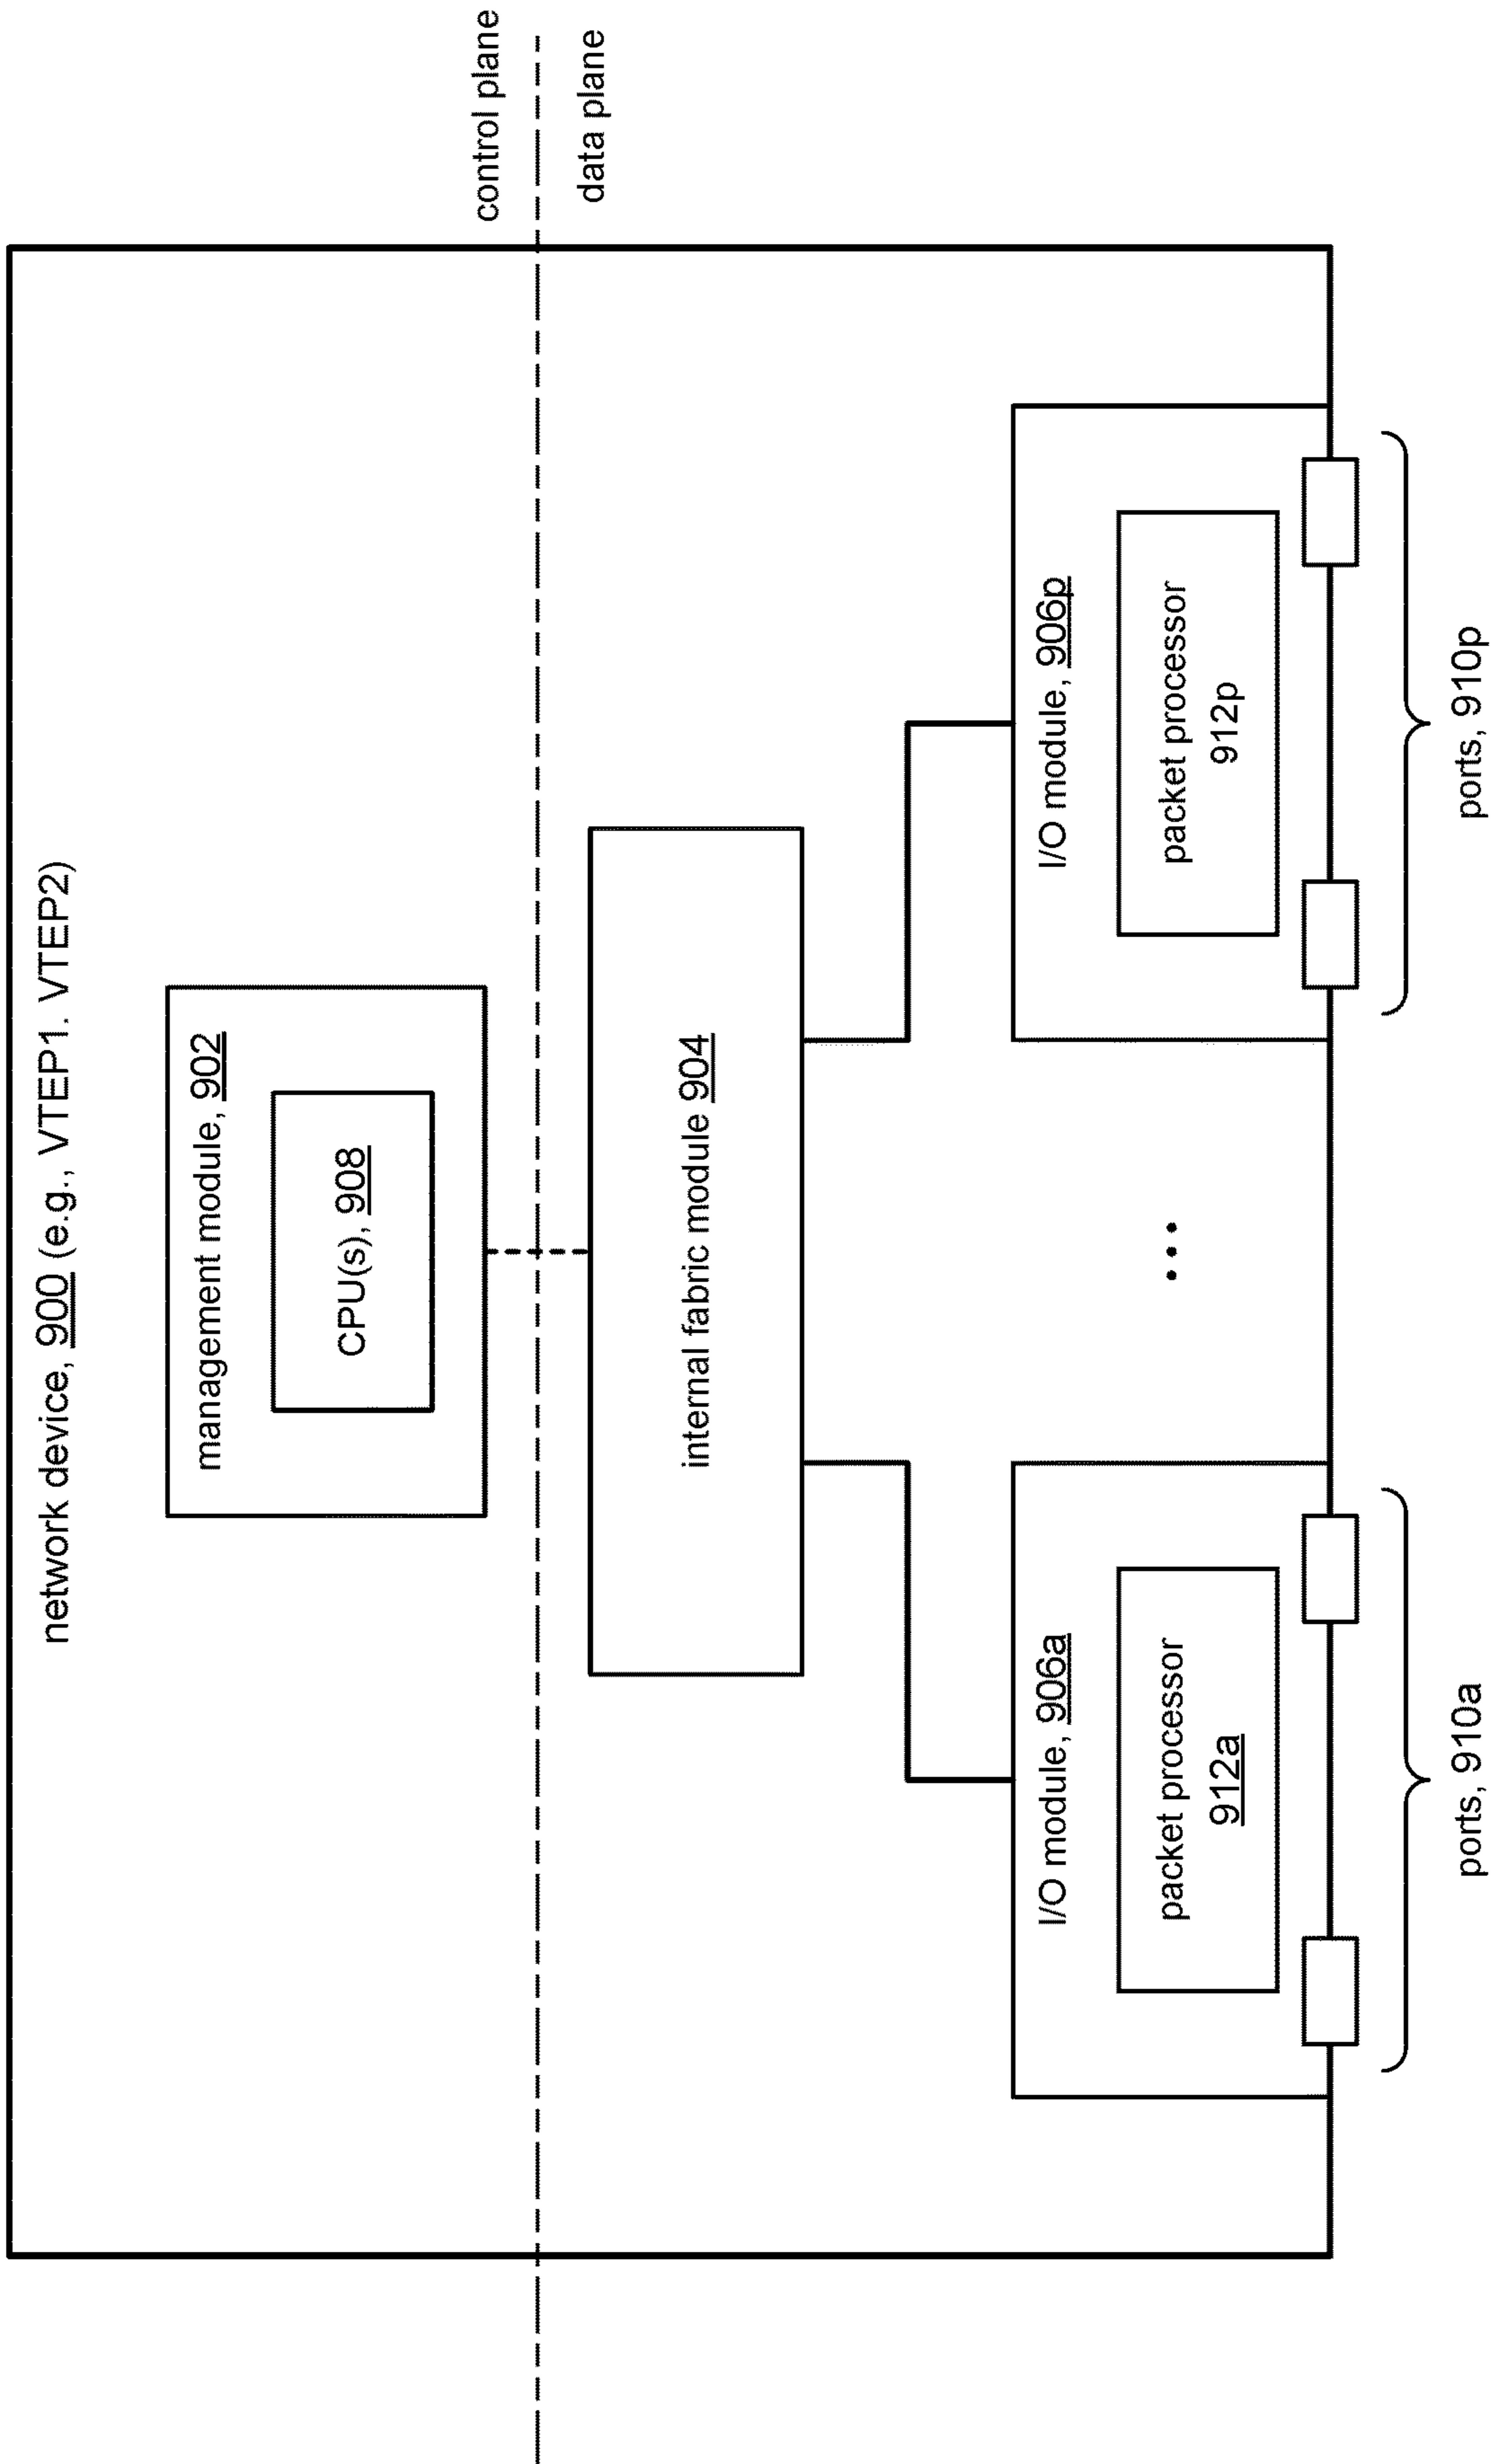 network device, 900 (e.g., VTEP1. VTEP2)
management module, 902
CPU(s), 908
control plane
data plane
internal fabric module 904
I/O module, 906a
packet processor
912a
...
I/O module, 906p
packet processor
912p
ports, 910a
ports, 910p